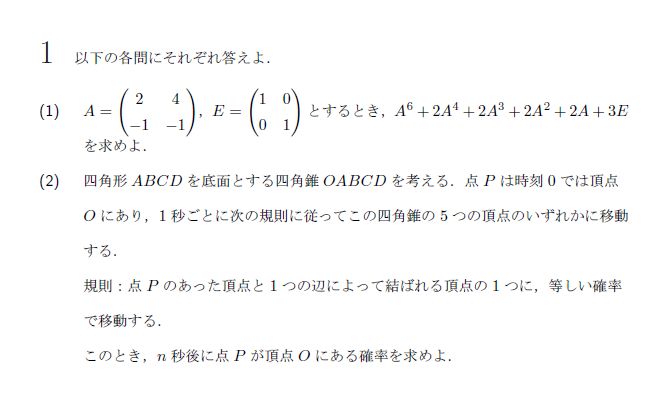 1 以下の各問にそれぞれ答えよ.
(1) A = \begin{pmatrix} 2 & 4 \\ -1 & -1 \end{pmatrix}, E = \begin{pmatrix} 1 & 0 \\ 0 & 1 \end{pmatrix} とするとき, A^6 + 2A^4 + 2A^3 + 2A^2 + 2A + 3E
を求めよ.
(2) 四角形 ABCD を底面とする四角錐 OABCD を考える. 点 P は時刻 0 では頂点
O にあり, 1 秒ごとに次の規則に従ってこの四角錐の 5 つの頂点のいずれかに移動
する.
規則 : 点 P のあった頂点と 1 つの辺によって結ばれる頂点の 1 つに, 等しい確率
で移動する.
このとき, n 秒後に点 P が頂点 O にある確率を求めよ.